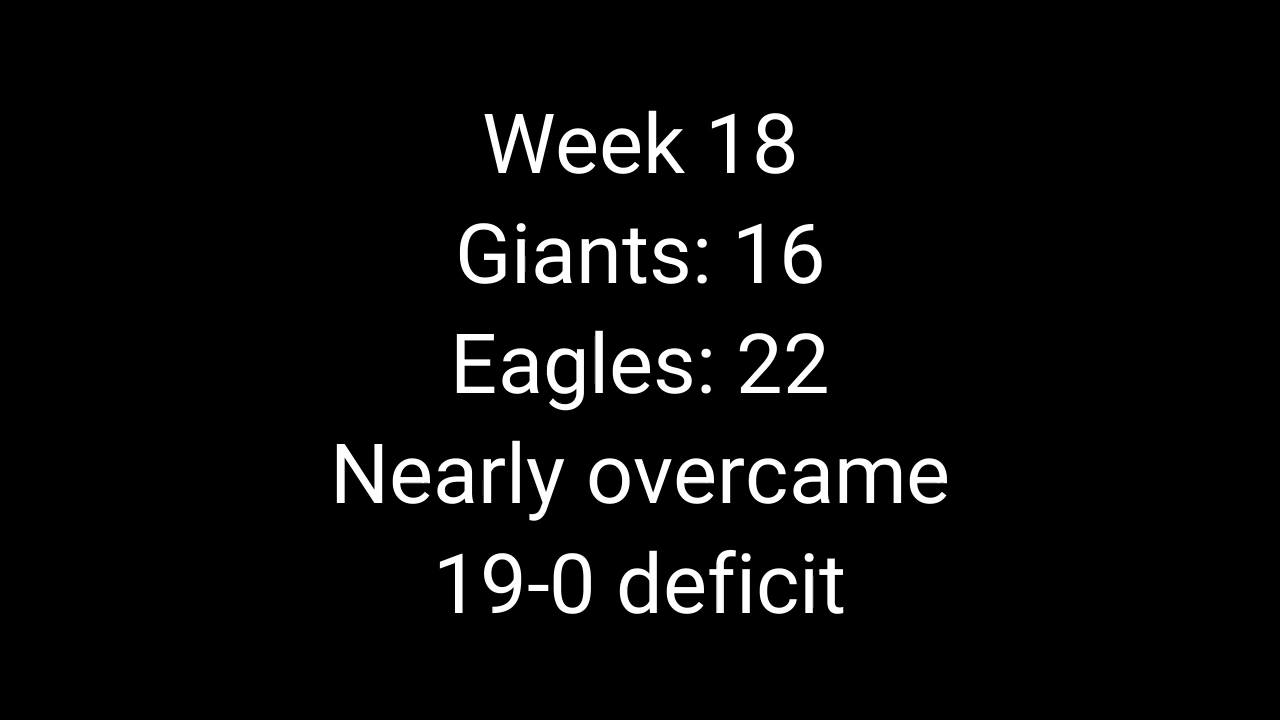 Week 18
Giants: 16
Eagles: 22
Nearly overcame
19-0 deficit